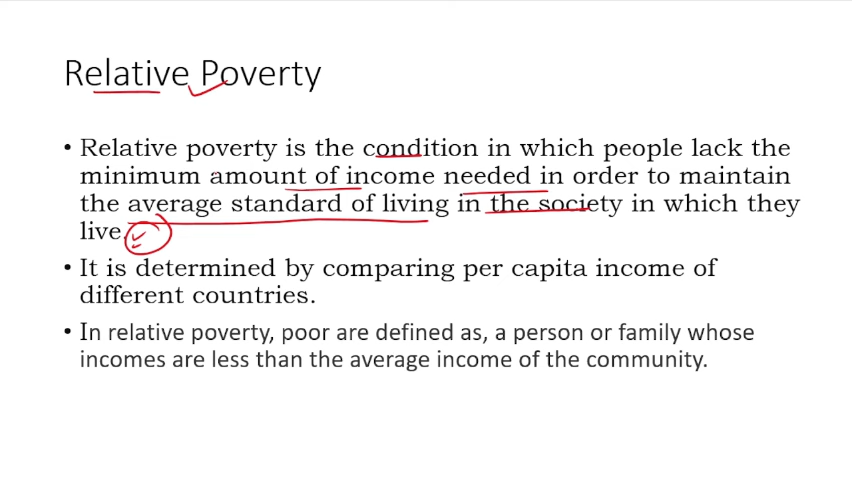 Relative Poverty
• Relative poverty is the condition in which people lack the
minimum amount of income needed in order to maintain
the average standard of living in the society in which they
live.
• It is determined by comparing per capita income of
different countries.
• In relative poverty, poor are defined as, a person or family whose
incomes are less than the average income of the community.